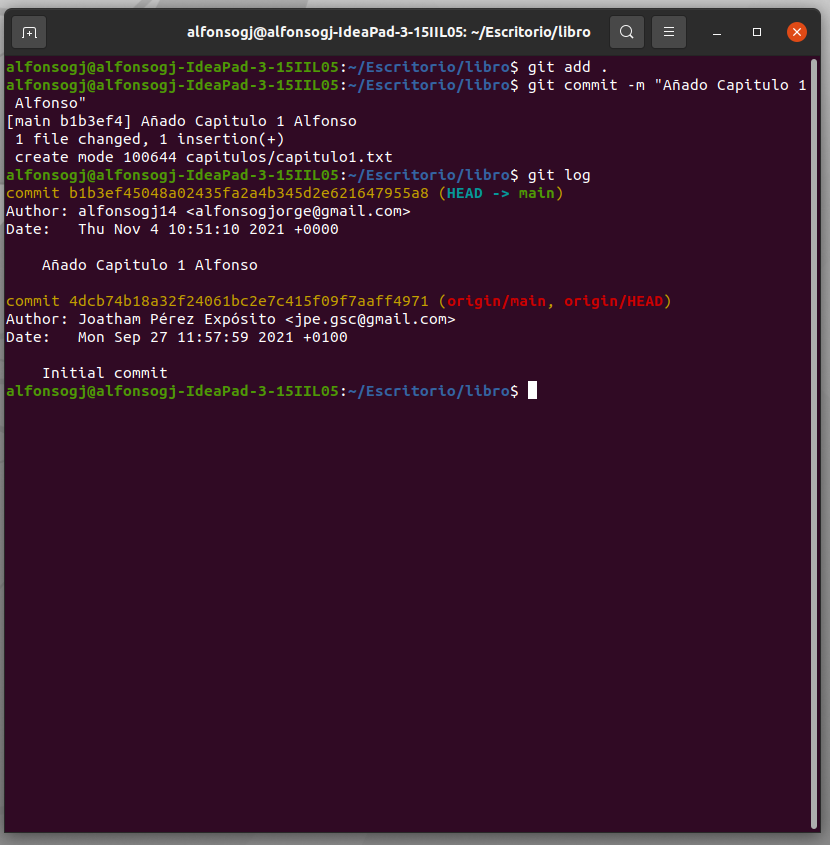 alfonsogj@alfonsogj-IdeaPad-3-15IIL05: ~/Escritorio/libro
alfonsogj@alfonsogj-IdeaPad-3-15IIL05:~/Escritorio/libro$ git add .
alfonsogj@alfonsogj-IdeaPad-3-15IIL05:~/Escritorio/libro$ git commit -m "Añado Capitulo 1
 Alfonso"
[main b1b3ef4] Añado Capitulo 1 Alfonso
 1 file changed, 1 insertion(+)
 create mode 100644 capitulos/capitulo1.txt
alfonsogj@alfonsogj-IdeaPad-3-15IIL05:~/Escritorio/libro$ git log
commit b1b3ef45048a02435fa2a4b345d2e621647955a8 (HEAD -> main)
Author: alfonsogj14 <alfonsogjorge@gmail.com>
Date:   Thu Nov 4 10:51:10 2021 +0000

    Añado Capitulo 1 Alfonso

commit 4dcb74b18a32f24061bc2e7c415f09f7aaff4971 (origin/main, origin/HEAD)
Author: Joatham Pérez Expósito <jpe.gsc@gmail.com>
Date:   Mon Sep 27 11:57:59 2021 +0100

    Initial commit
alfonsogj@alfonsogj-IdeaPad-3-15IIL05:~/Escritorio/libro$